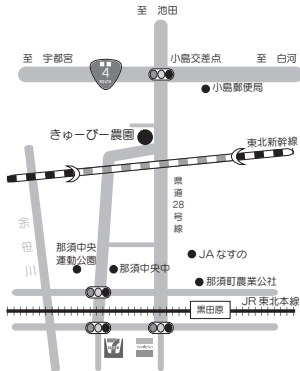 至 池田
至 宇都宮
4
ROUTE
小島交差点
至 白河
小島郵便局
きゅーぴー農園
東北新幹線
県道28号線
余笹川
那須中央
運動公園
那須中央中
JAなすの
那須町農業公社
JR東北本線
黒田原